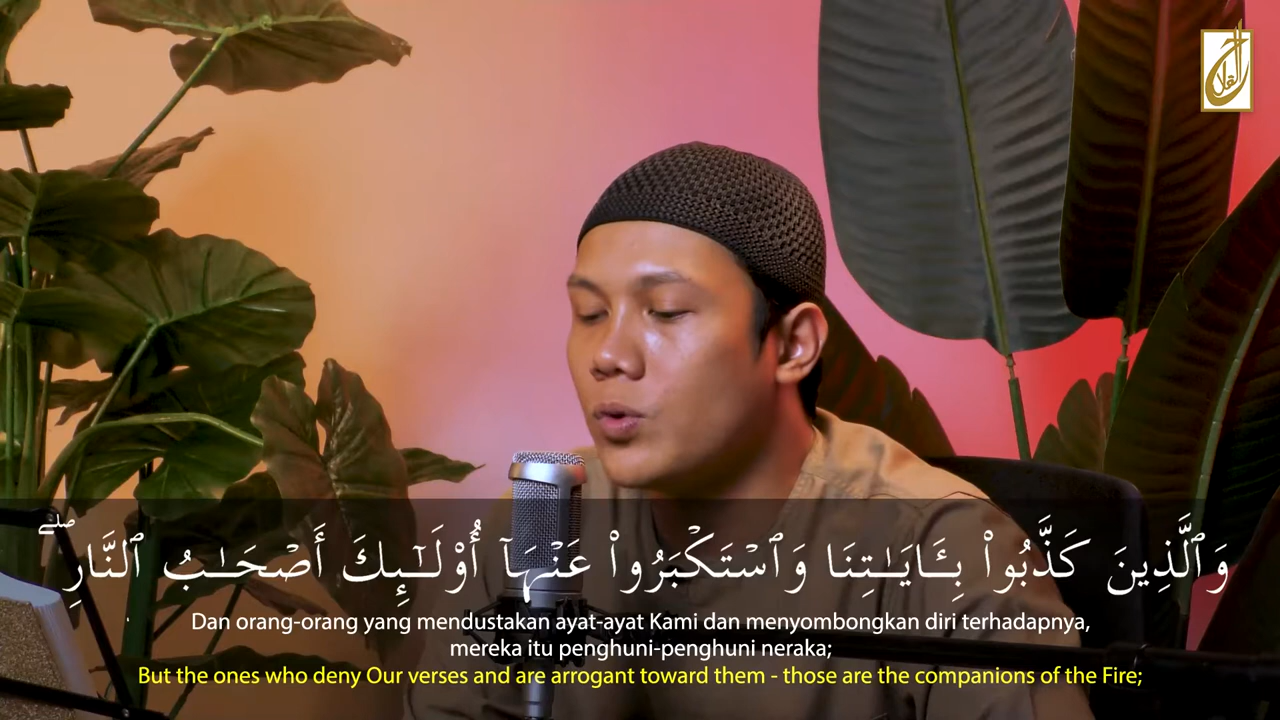 العلا
وَٱلَّذِينَ كَذَّبُوا۟ بِـَٔايَـٰتِنَا وَٱسْتَكْبَرُوا۟ عَنْهَآ أُو۟لَـٰٓئِكَ أَصْحَـٰبُ ٱلنَّارِ ۖ
Dan orang-orang yang mendustakan ayat-ayat Kami dan menyombongkan diri terhadapnya,
mereka itu penghuni-penghuni neraka;
But the ones who deny Our verses and are arrogant toward them - those are the companions of the Fire;